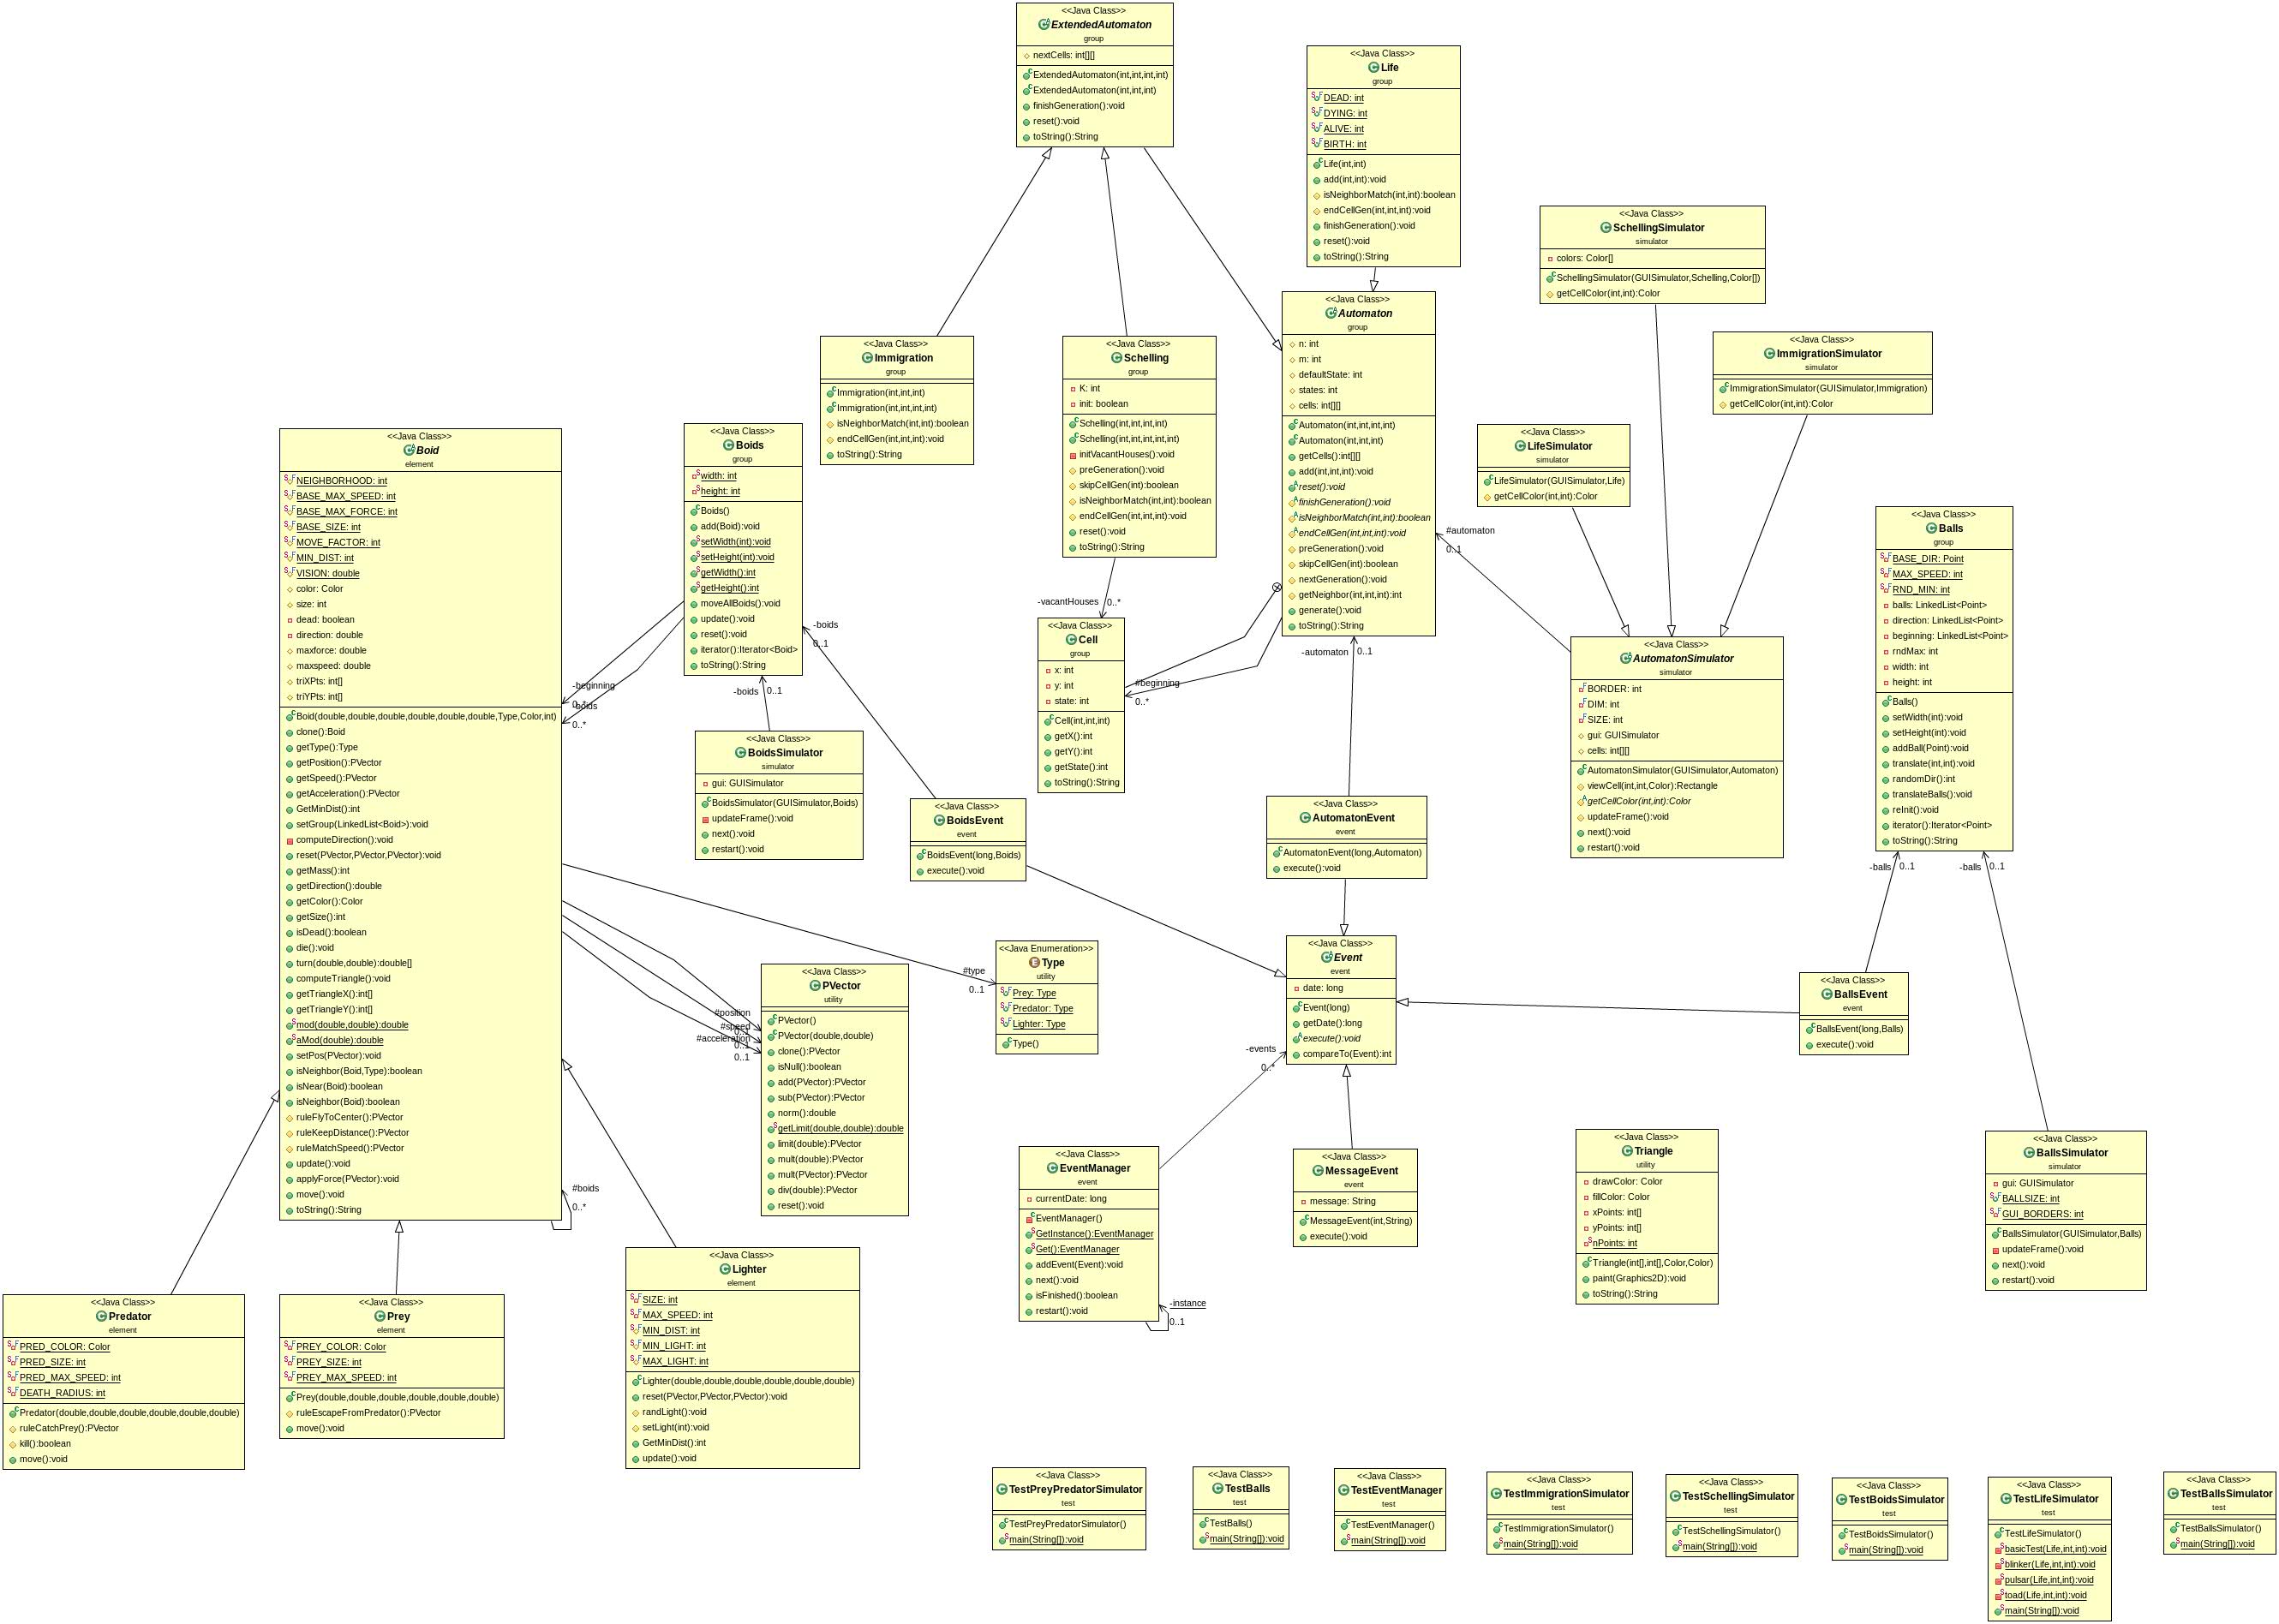 <<Java Class>>
ExtendedAutomaton
group
nextCells: int[][]
ExtendedAutomaton(int,int,int,int)
ExtendedAutomaton(int,int,int)
finishGeneration():void
reset():void
toString():String
<<Java Class>>
Life
group
DEAD: int
DYING: int
ALIVE: int
BIRTH: int
Life(int,int)
add(int,int):void
isNeighborMatch(int,int):boolean
endCellGen(int,int,int):void
finishGeneration():void
reset():void
toString():String
<<Java Class>>
SchellingSimulator
simulator
colors: Color[]
SchellingSimulator(GUISimulator,Schelling,Color[])
getCellColor(int,int):Color
<<Java Class>>
Immigration
group
Immigration(int,int,int)
Immigration(int,int,int,int)
isNeighborMatch(int,int):boolean
endCellGen(int,int,int):void
toString():String
<<Java Class>>
Schelling
group
K: int
init: boolean
Schelling(int,int,int,int)
Schelling(int,int,int,int,int)
initVacantHouses():void
preGeneration():void
skipCellGen(int):boolean
isNeighborMatch(int,int):boolean
endCellGen(int,int,int):void
reset():void
toString():String
<<Java Class>>
Automaton
group
n: int
m: int
defaultState: int
states: int
cells: int[][]
Automaton(int,int,int,int)
Automaton(int,int,int)
getCells():int[][]
add(int,int,int):void
reset():void
finishGeneration():void
isNeighborMatch(int,int):boolean
endCellGen(int,int,int):void
preGeneration():void
skipCellGen(int):boolean
nextGeneration():void
getNeighbor(int,int,int):int
generate():void
toString():String
<<Java Class>>
ImmigrationSimulator
simulator
ImmigrationSimulator(GUISimulator,Immigration)
getCellColor(int,int):Color
<<Java Class>>
LifeSimulator
simulator
LifeSimulator(GUISimulator,Life)
getCellColor(int,int):Color
<<Java Class>>
Boid
element
NEIGHBORHOOD: int
BASE_MAX_SPEED: int
BASE_MAX_FORCE: int
BASE_SIZE: int
MOVE_FACTOR: int
MIN_DIST: int
VISION: double
color: Color
size: int
dead: boolean
direction: double
maxforce: double
maxspeed: double
triXPts: int[]
triYPts: int[]
Boid(double,double,double,double,double,double,Type,Color,int)
clone():Boid
getType():Type
getPosition():PVector
getSpeed():PVector
getAcceleration():PVector
GetMinDist():int
setGroup(LinkedList<Boid>):void
computeDirection():void
reset(PVector,PVector,PVector):void
getMass():int
getDirection():double
getColor():Color
getSize():int
isDead():boolean
die():void
turn(double,double):double[]
computeTriangle():void
getTriangleX():int[]
getTriangleY():int[]
mod(double,double):double
aMod(double):double
setPos(PVector):void
isNeighbor(Boid,Type):boolean
isNear(Boid):boolean
isNeighbor(Boid):boolean
ruleFlyToCenter():PVector
ruleKeepDistance():PVector
ruleMatchSpeed():PVector
update():void
applyForce(PVector):void
move():void
toString():String
<<Java Class>>
Boids
group
width: int
height: int
Boids()
add(Boid):void
setWidth(int):void
setHeight(int):void
getWidth():int
getHeight():int
moveAllBoids():void
update():void
reset():void
iterator():Iterator<Boid>
toString():String
-beginning
0..*
-boids
0..*
-boids
0..1
-boids
0..1
-vacantHouses
0..*
#beginning
0..*
-automaton
0..1
#automaton
0..1
<<Java Class>>
Cell
group
x: int
y: int
state: int
Cell(int,int,int)
getX():int
getY():int
getState():int
toString():String
<<Java Class>>
Balls
group
BASE_DIR: Point
MAX_SPEED: int
RND_MIN: int
balls: LinkedList<Point>
direction: LinkedList<Point>
beginning: LinkedList<Point>
rndMax: int
width: int
height: int
Balls()
setWidth(int):void
setHeight(int):void
addBall(Point):void
translate(int,int):void
randomDir():int
translateBalls():void
reInit():void
iterator():Iterator<Point>
toString():String
<<Java Class>>
AutomatonSimulator
simulator
BORDER: int
DIM: int
SIZE: int
gui: GUISimulator
cells: int[][]
AutomatonSimulator(GUISimulator,Automaton)
viewCell(int,int,Color):Rectangle
getCellColor(int,int):Color
updateFrame():void
next():void
restart():void
<<Java Class>>
BoidsSimulator
simulator
gui: GUISimulator
BoidsSimulator(GUISimulator,Boids)
updateFrame():void
next():void
restart():void
<<Java Class>>
BoidsEvent
event
BoidsEvent(long,Boids)
execute():void
<<Java Class>>
AutomatonEvent
event
AutomatonEvent(long,Automaton)
execute():void
-balls
0..1
-balls
0..1
<<Java Enumeration>>
Type
utility
Prey: Type
Predator: Type
Lighter: Type
Type()
#type
0..1
<<Java Class>>
PVector
utility
PVector()
PVector(double,double)
clone():PVector
isNull():boolean
add(PVector):PVector
sub(PVector):PVector
norm():double
getLimit(double,double):double
limit(double):PVector
mult(double):PVector
mult(PVector):PVector
div(double):PVector
reset():void
#position
0..1
#speed
0..1
#acceleration
0..1
<<Java Class>>
Event
event
date: long
Event(long)
getDate():long
execute():void
compareTo(Event):int
<<Java Class>>
BallsEvent
event
BallsEvent(long,Balls)
execute():void
-events
0..*
<<Java Class>>
EventManager
event
currentDate: long
EventManager()
GetInstance():EventManager
Get():EventManager
addEvent(Event):void
next():void
isFinished():boolean
restart():void
-instance
0..1
<<Java Class>>
MessageEvent
event
message: String
MessageEvent(int,String)
execute():void
<<Java Class>>
Triangle
utility
drawColor: Color
fillColor: Color
xPoints: int[]
yPoints: int[]
nPoints: int
Triangle(int[],int[],Color,Color)
paint(Graphics2D):void
toString():String
<<Java Class>>
BallsSimulator
simulator
gui: GUISimulator
BALLSIZE: int
GUI_BORDERS: int
BallsSimulator(GUISimulator,Balls)
updateFrame():void
next():void
restart():void
#boids
0..*
<<Java Class>>
Predator
element
PRED_COLOR: Color
PRED_SIZE: int
PRED_MAX_SPEED: int
DEATH_RADIUS: int
Predator(double,double,double,double,double,double)
ruleCatchPrey():PVector
kill():boolean
move():void
<<Java Class>>
Prey
element
PREY_COLOR: Color
PREY_SIZE: int
PREY_MAX_SPEED: int
Prey(double,double,double,double,double,double)
ruleEscapeFromPredator():PVector
move():void
<<Java Class>>
Lighter
element
SIZE: int
MAX_SPEED: int
MIN_DIST: int
MIN_LIGHT: int
MAX_LIGHT: int
Lighter(double,double,double,double,double,double)
reset(PVector,PVector,PVector):void
randLight():void
setLight(int):void
GetMinDist():int
update():void
<<Java Class>>
TestPreyPredatorSimulator
test
TestPreyPredatorSimulator()
main(String[]):void
<<Java Class>>
TestBalls
test
TestBalls()
main(String[]):void
<<Java Class>>
TestEventManager
test
TestEventManager()
main(String[]):void
<<Java Class>>
TestImmigrationSimulator
test
TestImmigrationSimulator()
main(String[]):void
<<Java Class>>
TestSchellingSimulator
test
TestSchellingSimulator()
main(String[]):void
<<Java Class>>
TestBoidsSimulator
test
TestBoidsSimulator()
main(String[]):void
<<Java Class>>
TestLifeSimulator
test
TestLifeSimulator()
basicTest(Life,int,int):void
blinker(Life,int,int):void
pulsar(Life,int,int):void
toad(Life,int,int):void
main(String[]):void
<<Java Class>>
TestBallsSimulator
test
TestBallsSimulator()
main(String[]):void